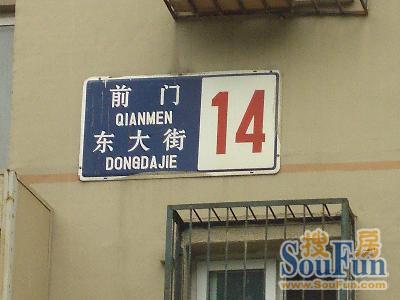 前门
QIANMEN
东大街
DONGDAJIE
14
搜房
SouFun
www.SouFun.com